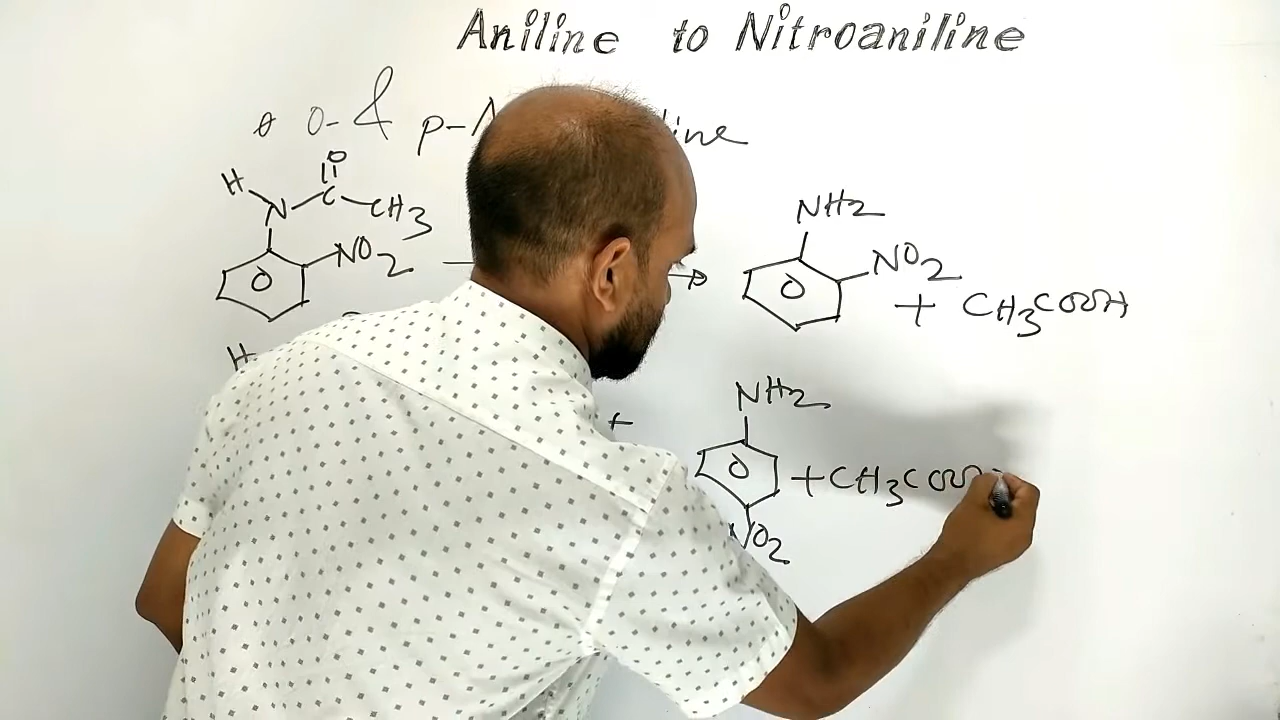 Aniline to Nitroaniline
o- & p-
H N C O CH3
NO2
NH2
NO2
+ CH3COOH
H
+
NH2
+ CH3COO
NO2